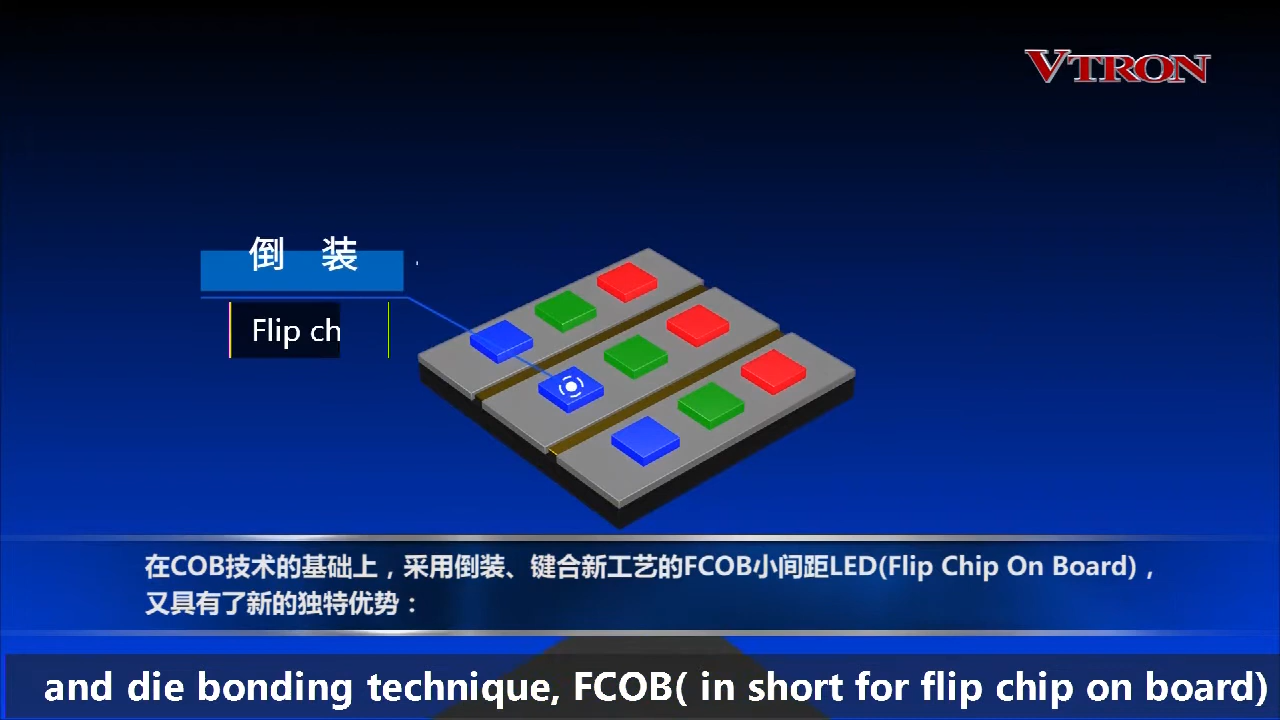 VTRON
倒 装
Flip ch
在COB技术的基础上，采用倒装、键合新工艺的FCOB小间距LED(Flip Chip On Board)，
又具有了新的独特优势：
and die bonding technique, FCOB( in short for flip chip on board)